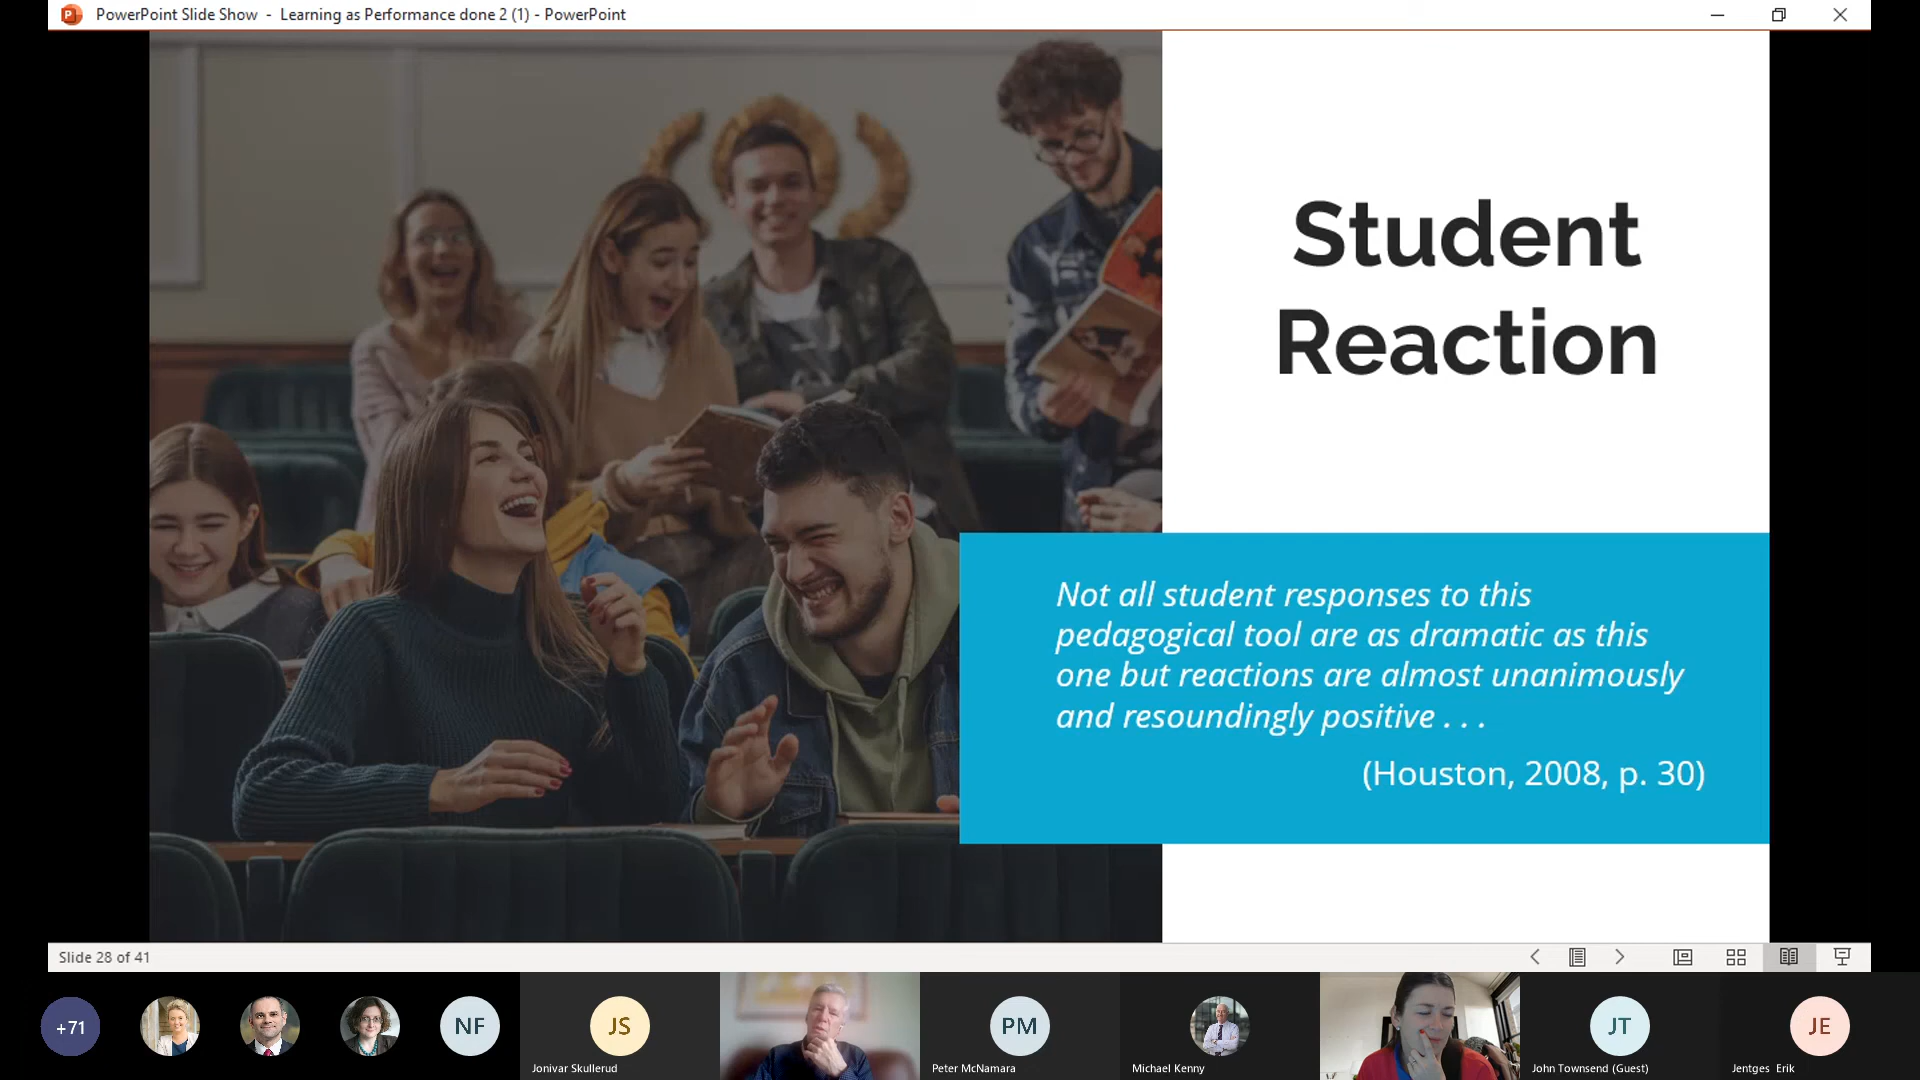 PowerPoint Slide Show - Learning as Performance done 2 (1) - PowerPoint
Student
Reaction
Not all student responses to this
pedagogical tool are as dramatic as this
one but reactions are almost unanimously
and resoundingly positive . . .
(Houston, 2008, p. 30)
Slide 28 of 41
+71
NF
JS
Jonivar Skullerud
PM
Peter McNamara
Michael Kenny
JT
John Townsend (Guest)
JE
Jentges Erik